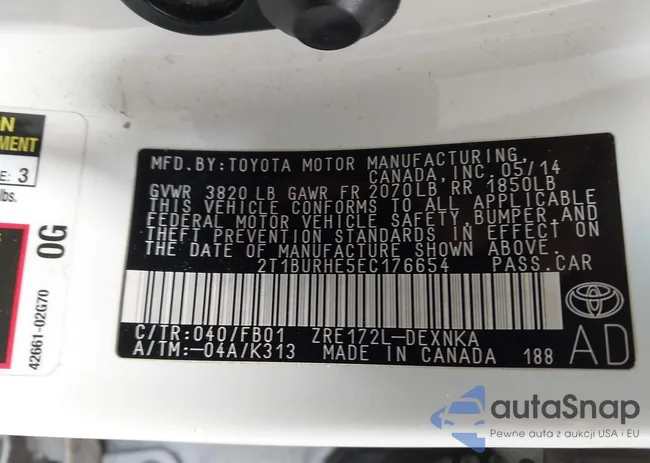 N
MENT
E: 3
lbs.
0G
42661-02G70
MFD. BY: TOYOTA MOTOR MANUFACTURING,
CANADA, INC. 05/14
GVWR 3820 LB GAWR FR 2070LB RR 1850LB
THIS VEHICLE CONFORMS TO ALL APPLICABLE
FEDERAL MOTOR VEHICLE SAFETY, BUMPER, AND
THEFT PREVENTION STANDARDS IN EFFECT ON
THE DATE OF MANUFACTURE SHOWN ABOVE.
2T1BURHE5EC176654 PASS.CAR
C/TR:040/FB01 ZRE172L-DEXNKA
A/TM:-04A/K313 MADE IN CANADA 188
AD
autaSnap
Pewne auta z aukcji USA i EU